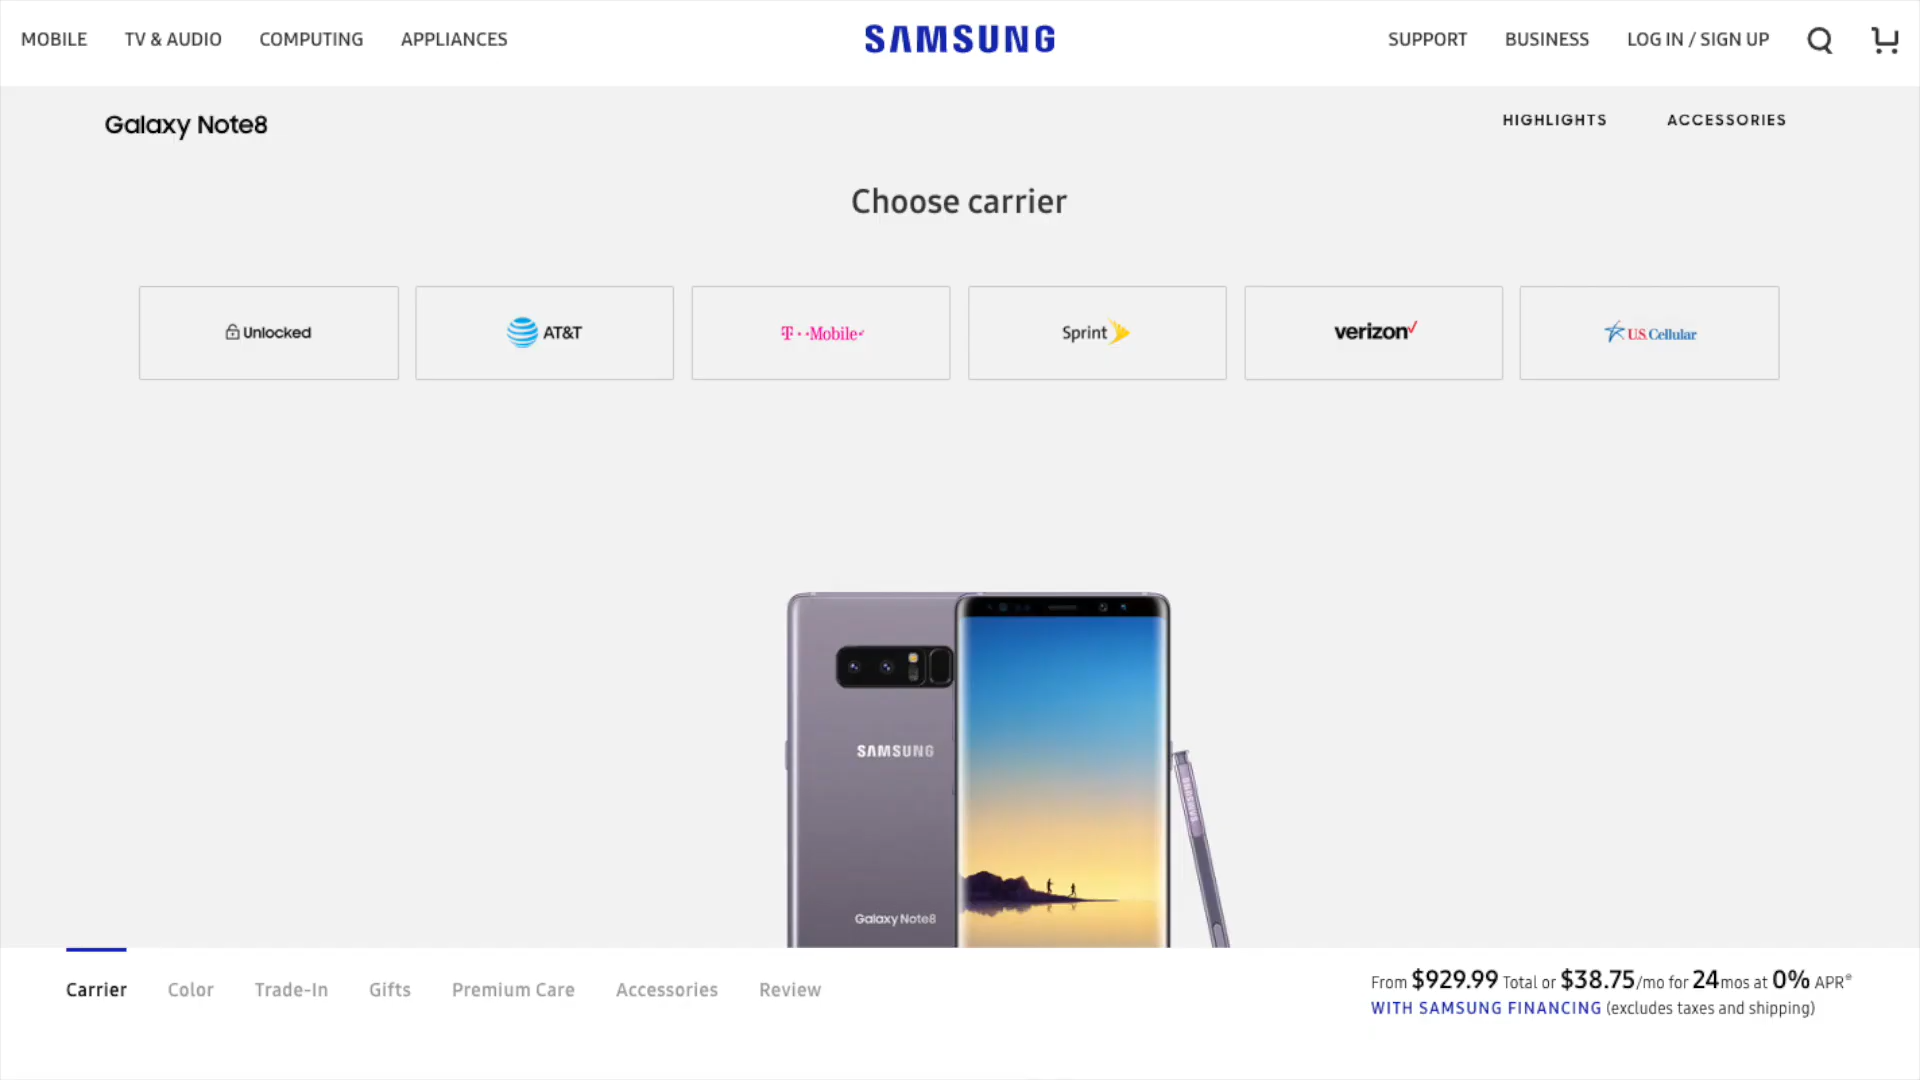 MOBILE TV & AUDIO COMPUTING APPLIANCES SAMSUNG SUPPORT BUSINESS LOG IN / SIGN UP
Galaxy Note8 HIGHLIGHTS ACCESSORIES
Choose carrier
Unlocked AT&T T··Mobile· Sprint verizon✓ U.S. Cellular
SAMSUNG
SAMSUNG
Galaxy Note8
Carrier Color Trade-In Gifts Premium Care Accessories Review
From $929.99 Total or $38.75/mo for 24mos at 0% APR*
WITH SAMSUNG FINANCING (excludes taxes and shipping)